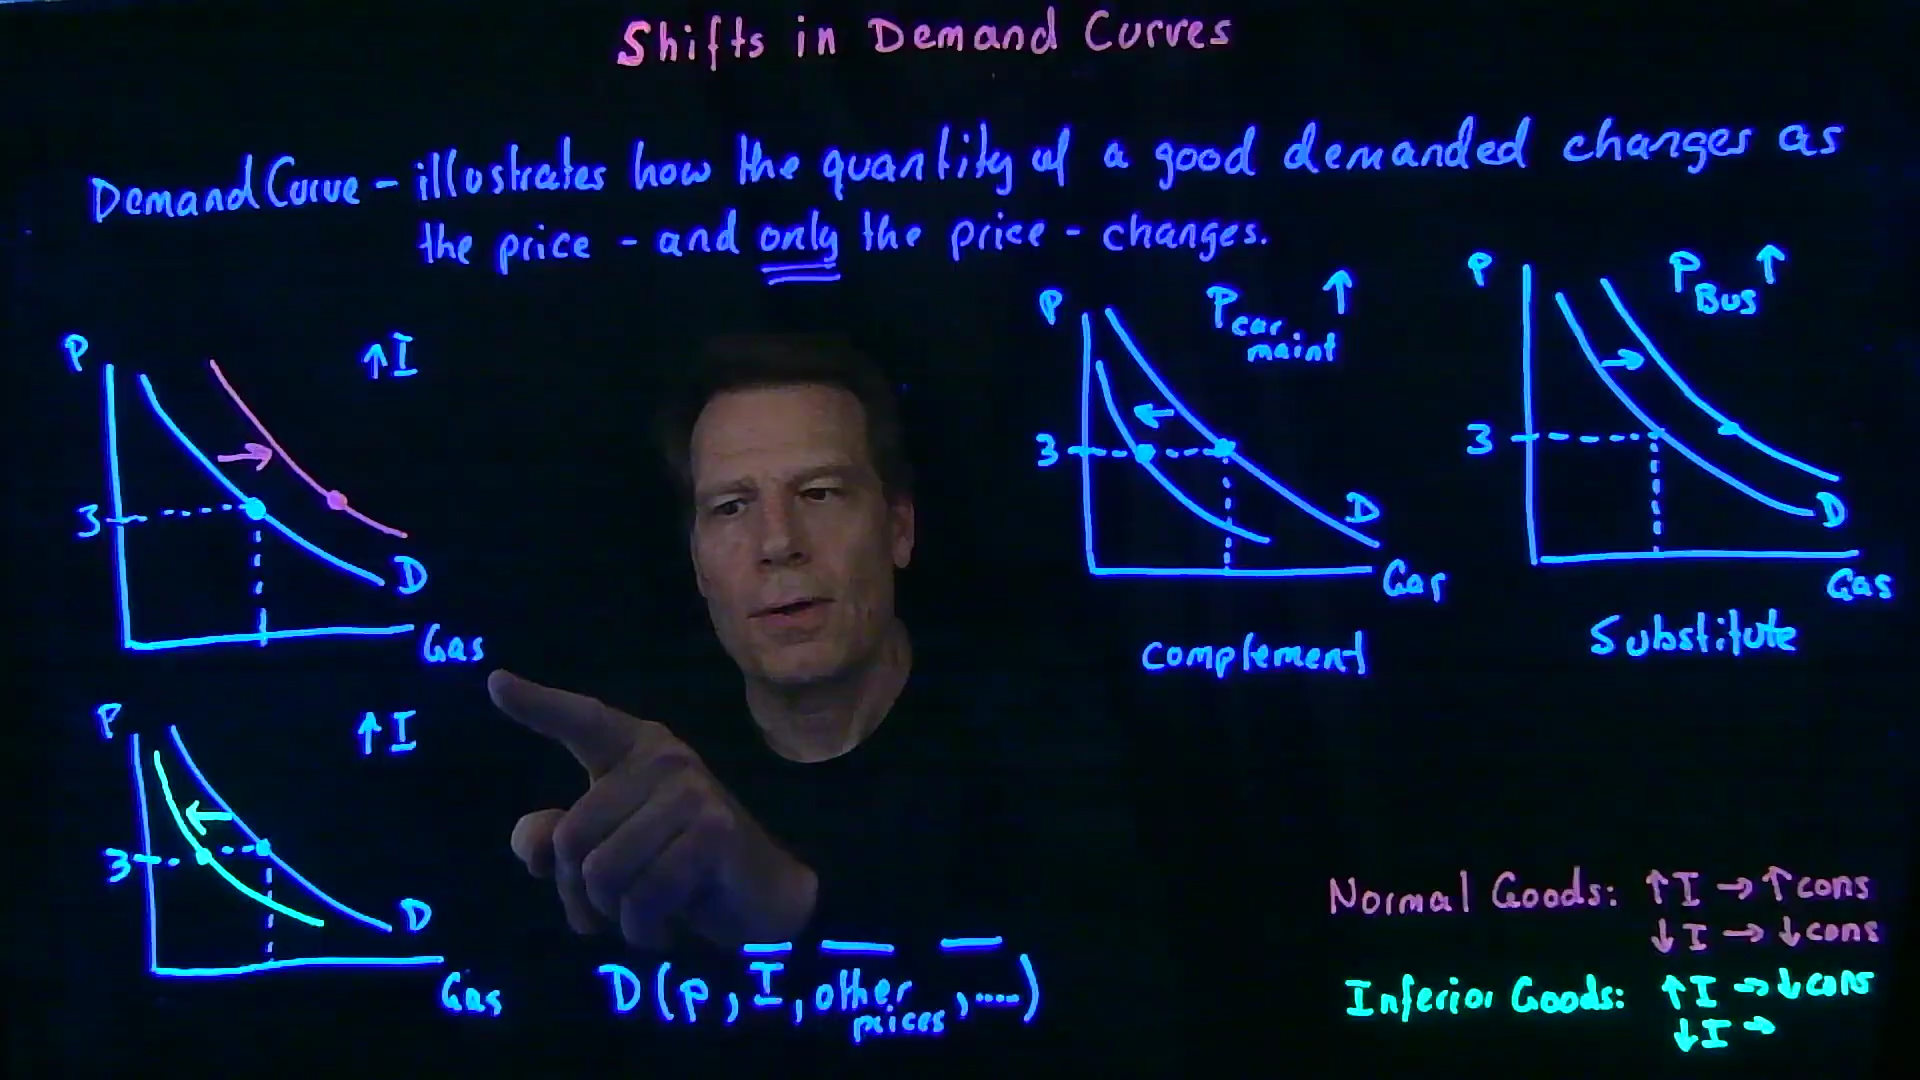 Shifts in Demand Curves
Demand Curve - illustrates how the quantity of a good demanded changes as
the price - and only the price - changes.
P
↑I
3
D
Gas
P
↑I
3
D
Gas
P
P car maint ↑
3
D
Gas
complement
P
P Bus ↑
3
D
Gas
Substitute
D(p, I, other prices, ....)
Normal Goods: ↑I → ↑cons
↓I → ↓cons
Inferior Goods: ↑I → ↓cons
↓I →